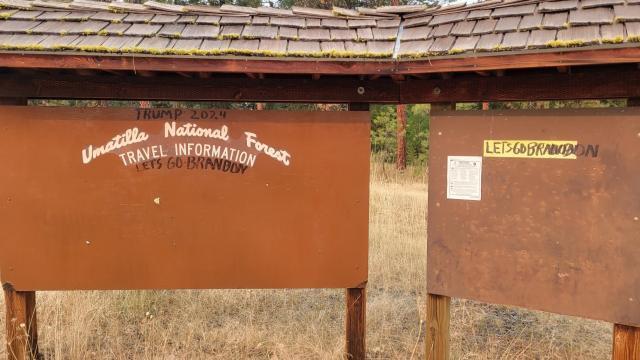 TRUMP 2024
Umatilla National Forest
TRAVEL INFORMATION
LETS GO BRANDON
LETS GO BRANDON